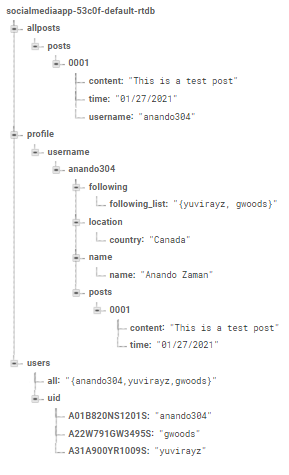 socialmediaapp-53c0f-default-rtdb
allposts
posts
0001
content: "This is a test post"
time: "01/27/2021"
username: "anando304"
profile
username
anando304
following
following_list: "{yuvirayz, gwoods}"
location
country: "Canada"
name
name: "Anando Zaman"
posts
0001
content: "This is a test post"
time: "01/27/2021"
users
all: "{anando304,yuvirayz,gwoods}"
uid
A01B820NS1201S: "anando304"
A22W791GW3495S: "gwoods"
A31A900YR1009S: "yuvirayz"